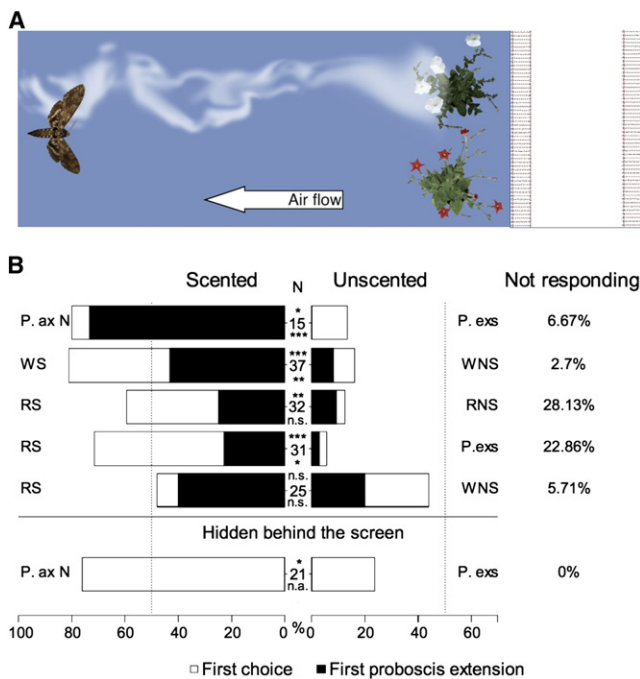 A
Air flow
B
Scented N Unscented Not responding
P. ax N * 15 *** P. exs 6.67%
WS *** 37 ** WNS 2.7%
RS ** 32 n.s. RNS 28.13%
RS *** 31 * P.exs 22.86%
RS n.s. 25 n.s. WNS 5.71%
Hidden behind the screen
P. ax N * 21 n.a. P. exs 0%
100 80 60 40 20 0 % 0 20 40 60
First choice First proboscis extension